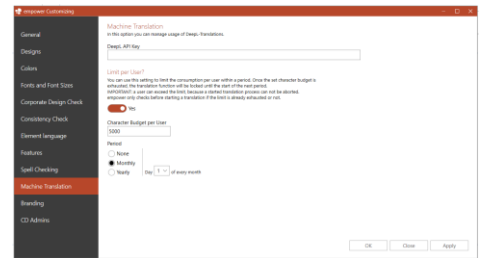 empower Customizing
General
Designs
Colors
Fonts and Font Sizes
Corporate Design Check
Consistency Check
Element language
Features
Spell Checking
Machine Translation
Branding
CD Admins
Machine Translation
In this option you can manage usage of DeepL-Translations.
DeepL API-Key
Limit per User?
You can use this setting to limit the consumption per user within a period. Once the set character budget is
exhausted, the translation function will be locked until the start of the next period.
IMPORTANT: a user can exceed the limit, because a started translation process can not be aborted.
empower only checks before starting a translation if the limit is already exhausted or not.
Yes
Character Budget per User
5000
Period
None
Monthly
Yearly
Day 1 of every month
OK
Close
Apply